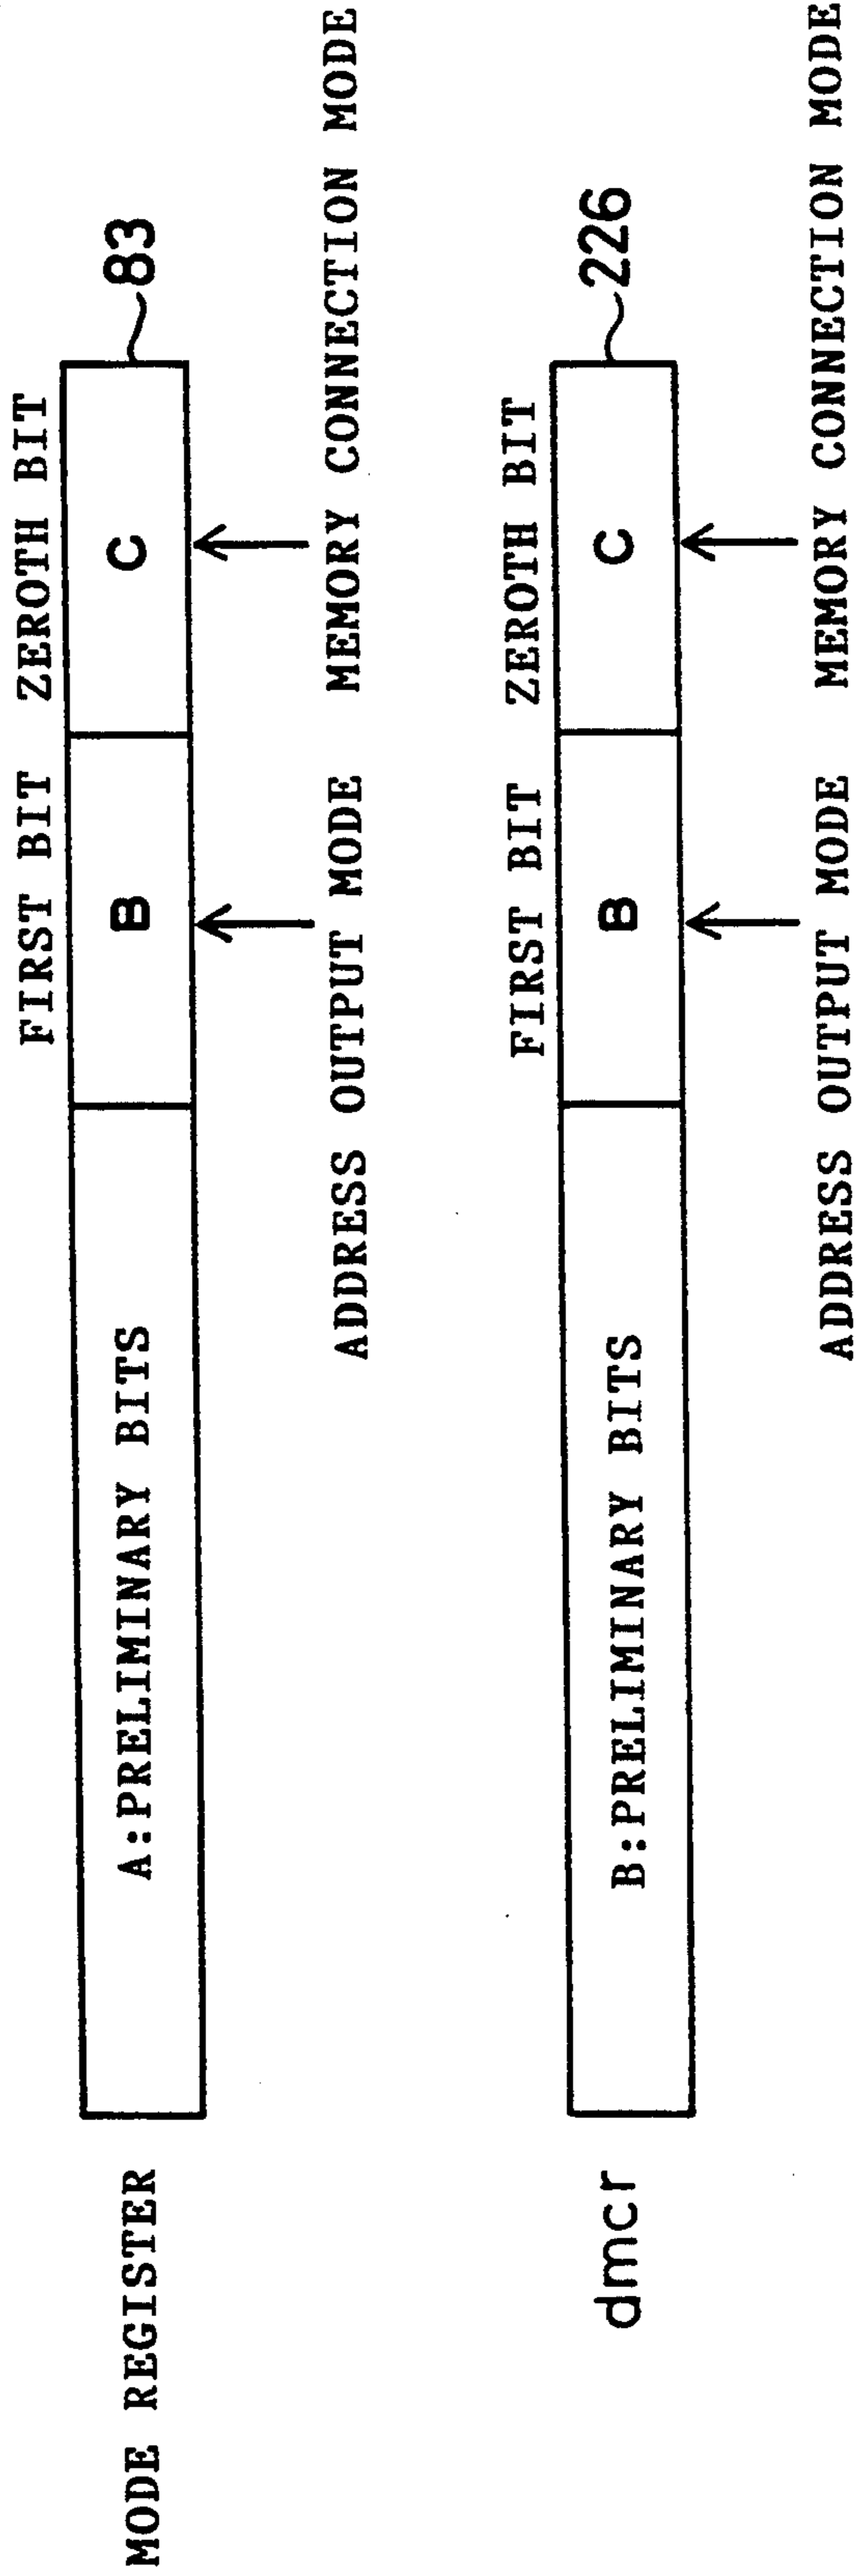 FIRST BIT ZEROTH BIT
MODE REGISTER A:PRELIMINARY BITS B C 83
ADDRESS OUTPUT MODE MEMORY CONNECTION MODE
FIRST BIT ZEROTH BIT
dmcr B:PRELIMINARY BITS B C 226
ADDRESS OUTPUT MODE MEMORY CONNECTION MODE